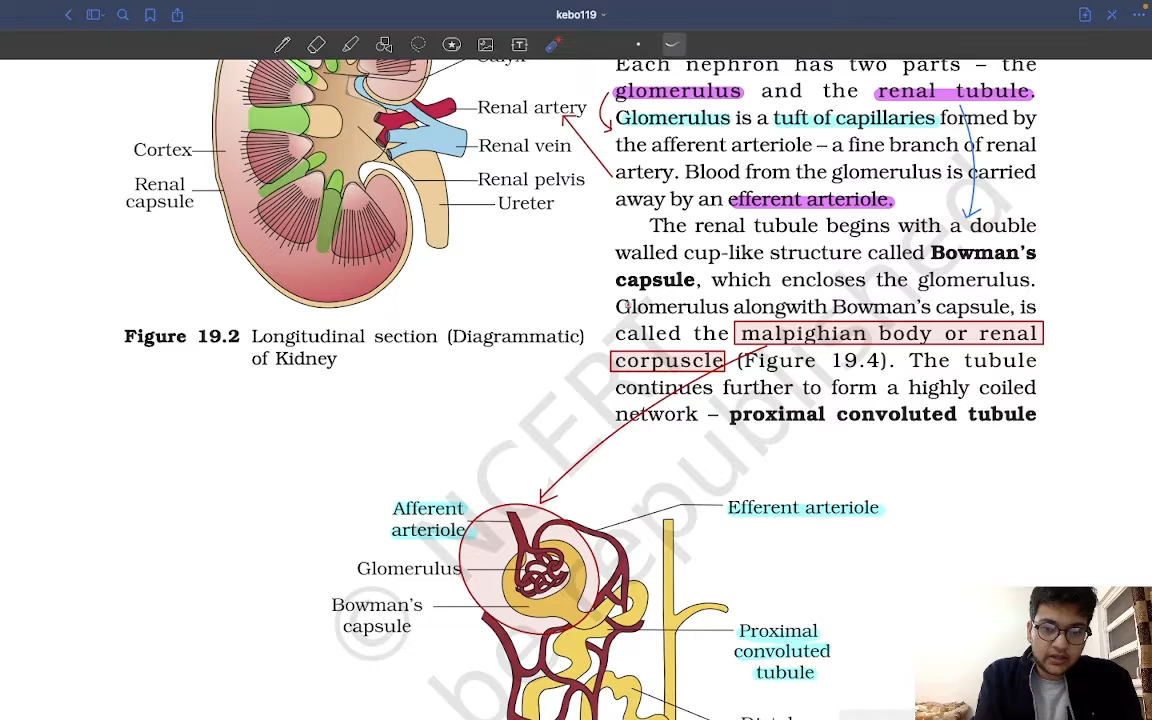 kebo119
Calyx
Renal artery
Renal vein
Cortex
Renal pelvis
Renal
capsule
Ureter
Figure 19.2 Longitudinal section (Diagrammatic)
of Kidney
Each nephron has two parts – the
glomerulus and the renal tubule.
Glomerulus is a tuft of capillaries formed by
the afferent arteriole – a fine branch of renal
artery. Blood from the glomerulus is carried
away by an efferent arteriole.
The renal tubule begins with a double
walled cup-like structure called Bowman's
capsule, which encloses the glomerulus.
Glomerulus alongwith Bowman's capsule, is
called the malpighian body or renal
corpuscle (Figure 19.4). The tubule
continues further to form a highly coiled
network – proximal convoluted tubule
Afferent
arteriole
Efferent arteriole
Glomerulus
Bowman's
capsule
Proximal
convoluted
tubule
© NCERT
be republished